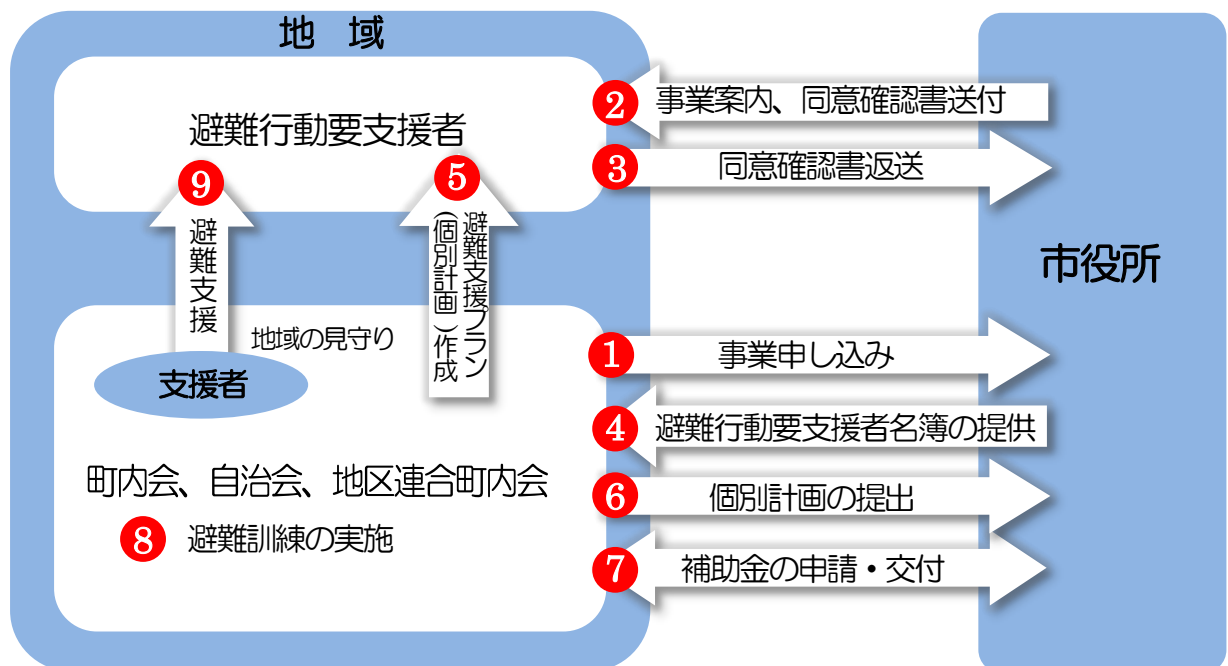 地 域
避難行動要支援者
❷ 事業案内、同意確認書送付
❸ 同意確認書返送
❾ 避難支援
❺ 避難支援プラン
(個別計画)作成
市役所
地域の見守り
支援者
❶ 事業申し込み
❹ 避難行動要支援者名簿の提供
町内会、自治会、地区連合町内会
❻ 個別計画の提出
❽ 避難訓練の実施
❼ 補助金の申請・交付